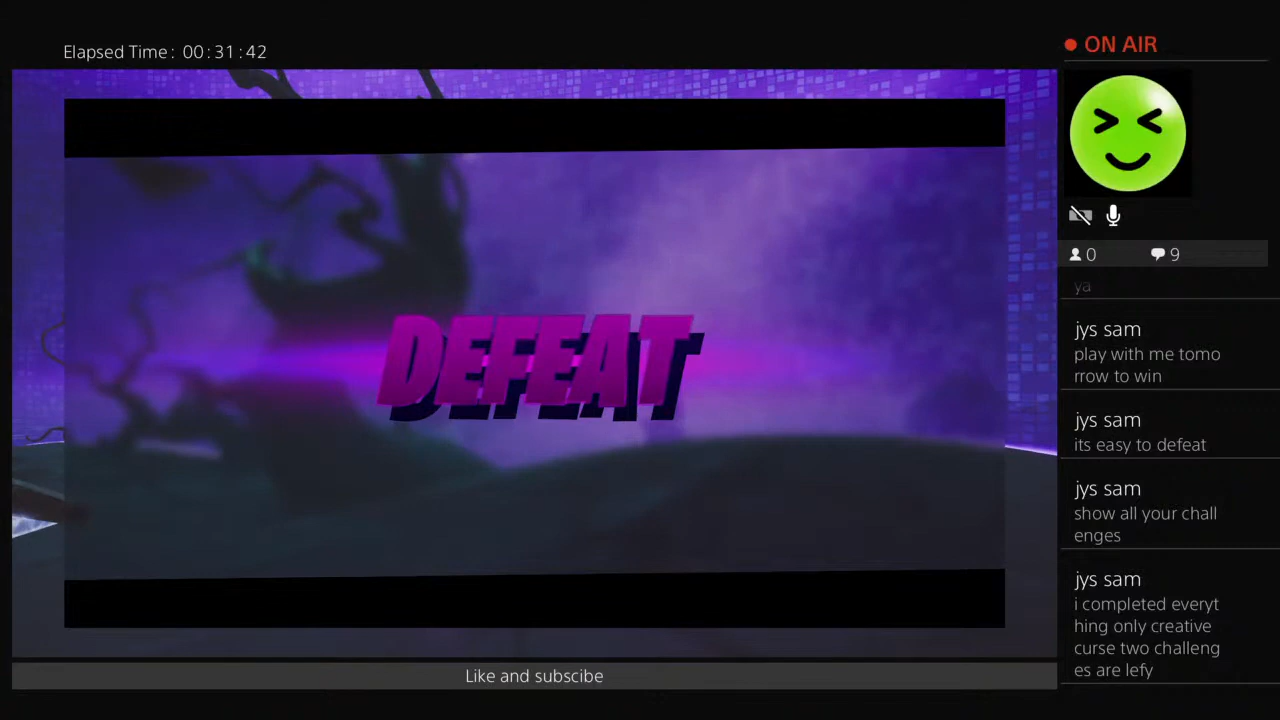 Elapsed Time: 00:31:42
ON AIR
DEFEAT
0
9
ya
jys sam
play with me tomo
rrow to win
jys sam
its easy to defeat
jys sam
show all your chall
enges
jys sam
i completed everyt
hing only creative
curse two challeng
es are lefy
Like and subscibe